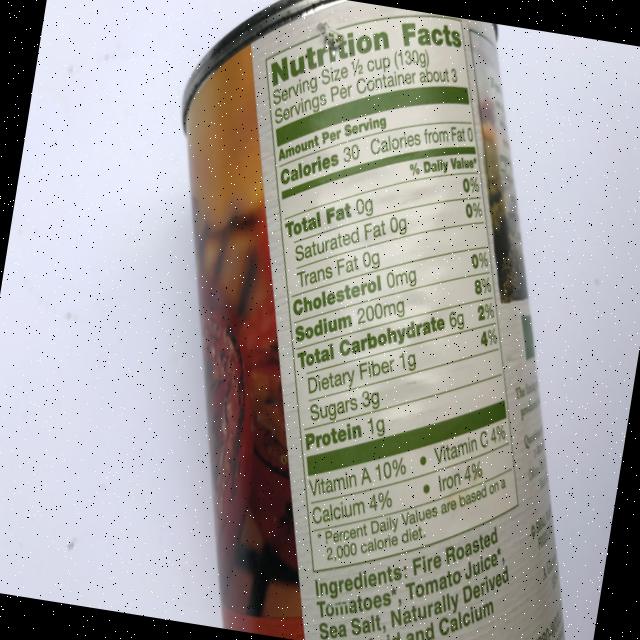 Nutrition Facts
Serving Size ½ cup (130g)
Servings Per Container about 3
Amount Per Serving
Calories 30 Calories from Fat 0
% Daily Value*
Total Fat 0g 0%
Saturated Fat 0g 0%
Trans Fat 0g
Cholesterol 0mg 0%
Sodium 200mg 8%
Total Carbohydrate 6g 2%
Dietary Fiber 1g 4%
Sugars 3g
Protein 1g
Vitamin A 10% • Vitamin C 4%
Calcium 4% • Iron 4%
* Percent Daily Values are based on a
2,000 calorie diet.
Ingredients: Fire Roasted
Tomatoes*, Tomato Juice*,
Sea Salt, Naturally Derived
and Calcium